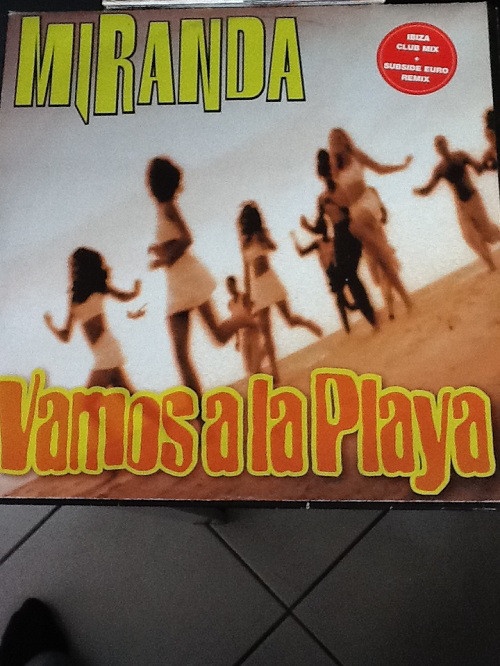 MIRANDA
IBIZA
CLUB MIX
+
SUBSIDE EURO
REMIX
Vamos a la Playa